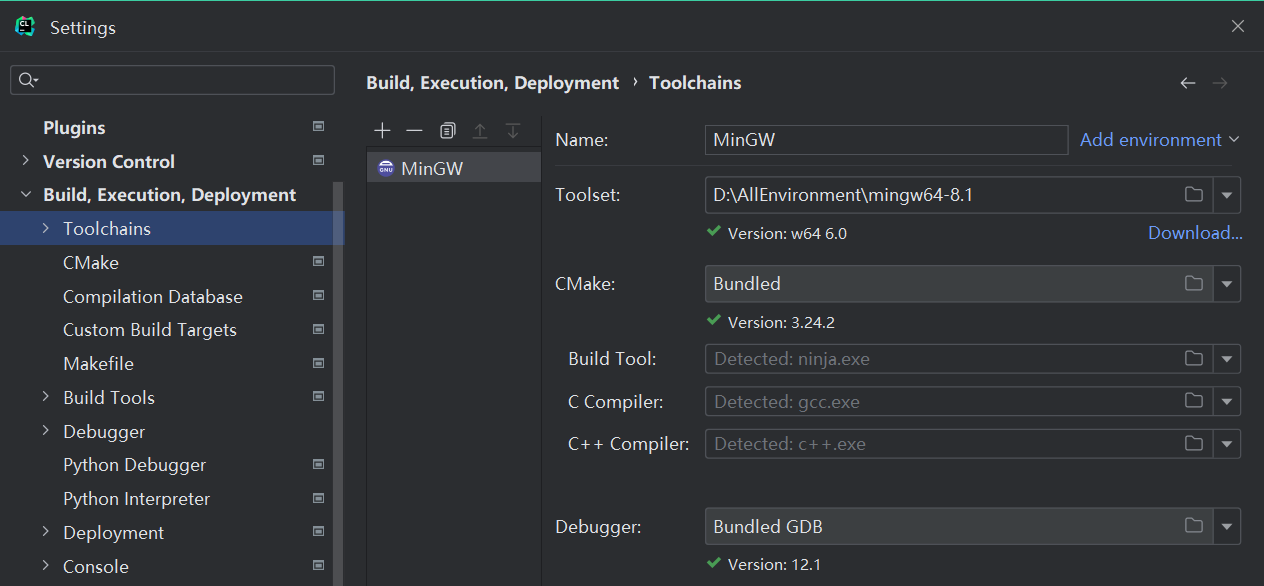 Settings
Build, Execution, Deployment › Toolchains
Plugins
Version Control
Build, Execution, Deployment
Toolchains
CMake
Compilation Database
Custom Build Targets
Makefile
Build Tools
Debugger
Python Debugger
Python Interpreter
Deployment
Console
MinGW
Name: MinGW Add environment
Toolset: D:\AllEnvironment\mingw64-8.1
Version: w64 6.0 Download...
CMake: Bundled
Version: 3.24.2
Build Tool: Detected: ninja.exe
C Compiler: Detected: gcc.exe
C++ Compiler: Detected: c++.exe
Debugger: Bundled GDB
Version: 12.1